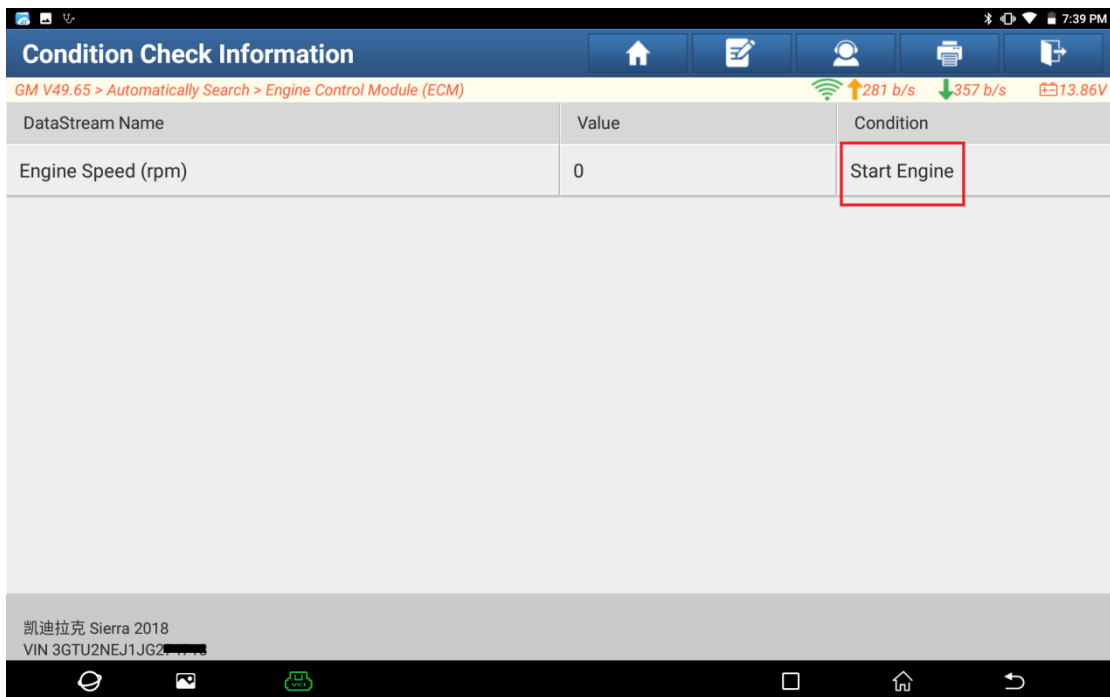 7:39 PM
Condition Check Information
GM V49.65 > Automatically Search > Engine Control Module (ECM)
281 b/s 357 b/s 13.86V
DataStream Name Value Condition
Engine Speed (rpm) 0 Start Engine
凯迪拉克 Sierra 2018
VIN 3GTU2NEJ1JG2
VCI